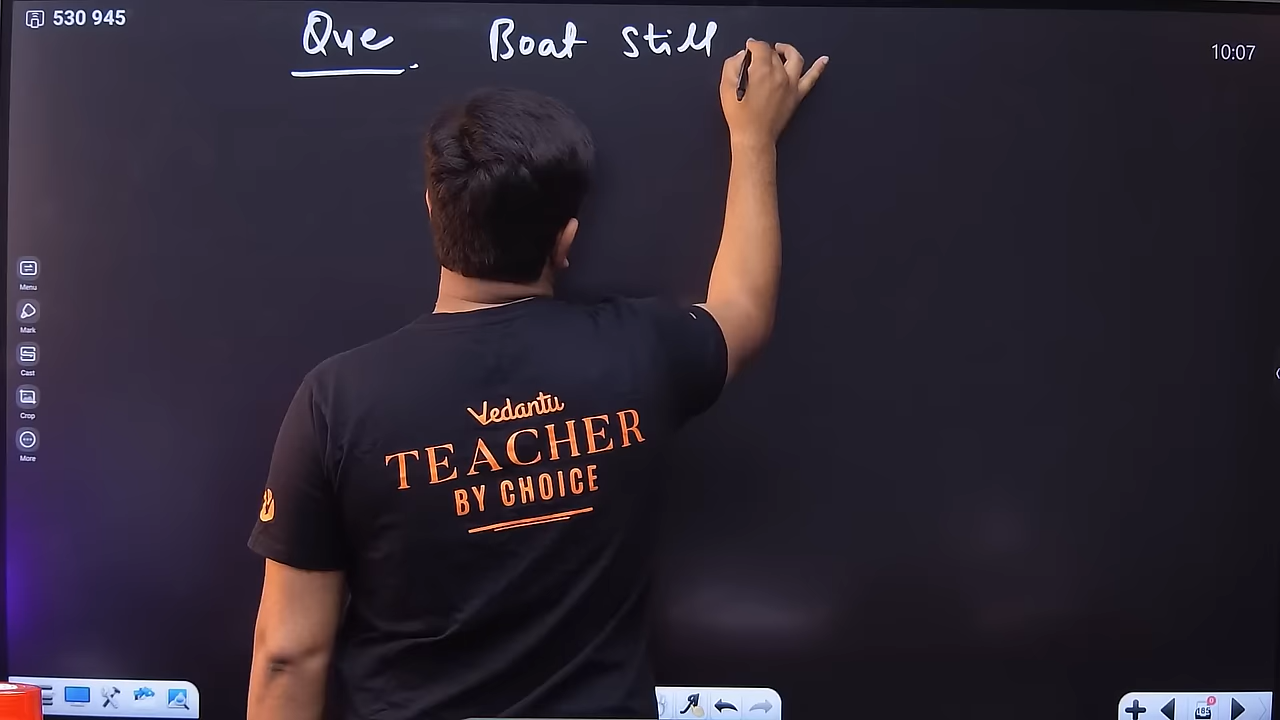 530 945
Que. Boat still
10:07
Menu
Mark
Cast
Crop
More
Vedantu
TEACHER
BY CHOICE